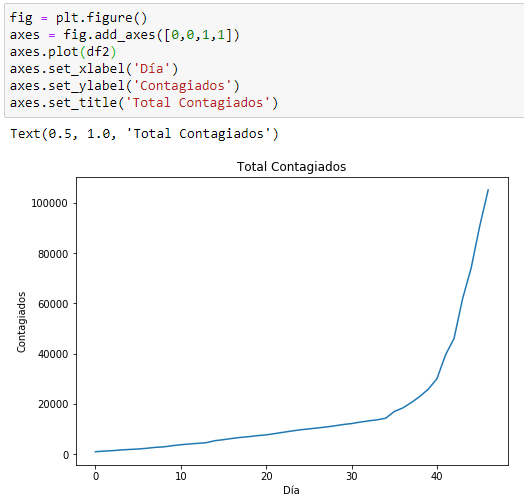 fig = plt.figure()
axes = fig.add_axes([0,0,1,1])
axes.plot(df2)
axes.set_xlabel('Día')
axes.set_ylabel('Contagiados')
axes.set_title('Total Contagiados')
Text(0.5, 1.0, 'Total Contagiados')
Total Contagiados
100000
80000
60000
40000
20000
0
Contagiados
0 10 20 30 40
Día